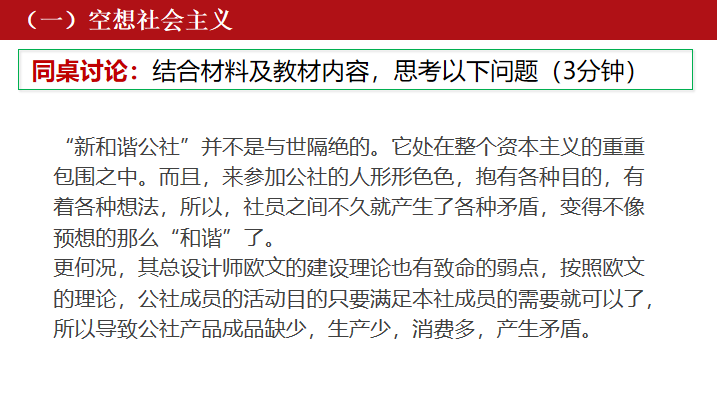 （一）空想社会主义
同桌讨论：结合材料及教材内容，思考以下问题（3分钟）
“新和谐公社”并不是与世隔绝的。它处在整个资本主义的重重
包围之中。而且，来参加公社的人形形色色，抱有各种目的，有
着各种想法，所以，社员之间不久就产生了各种矛盾，变得不像
预想的那么“和谐”了。
更何况，其总设计师欧文的建设理论也有致命的弱点，按照欧文
的理论，公社成员的活动目的只要满足本社成员的需要就可以了，
所以导致公社产品成品缺少，生产少，消费多，产生矛盾。